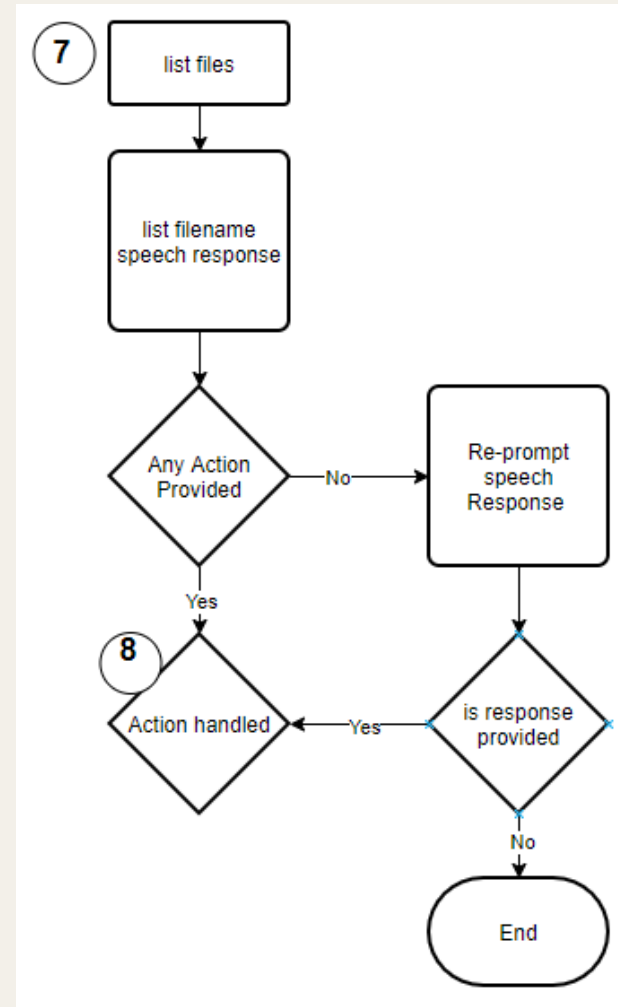 7
list files
list filename
speech response
Any Action
Provided
No
Re-prompt
speech
Response
Yes
8
Action handled
Yes
is response
provided
No
End